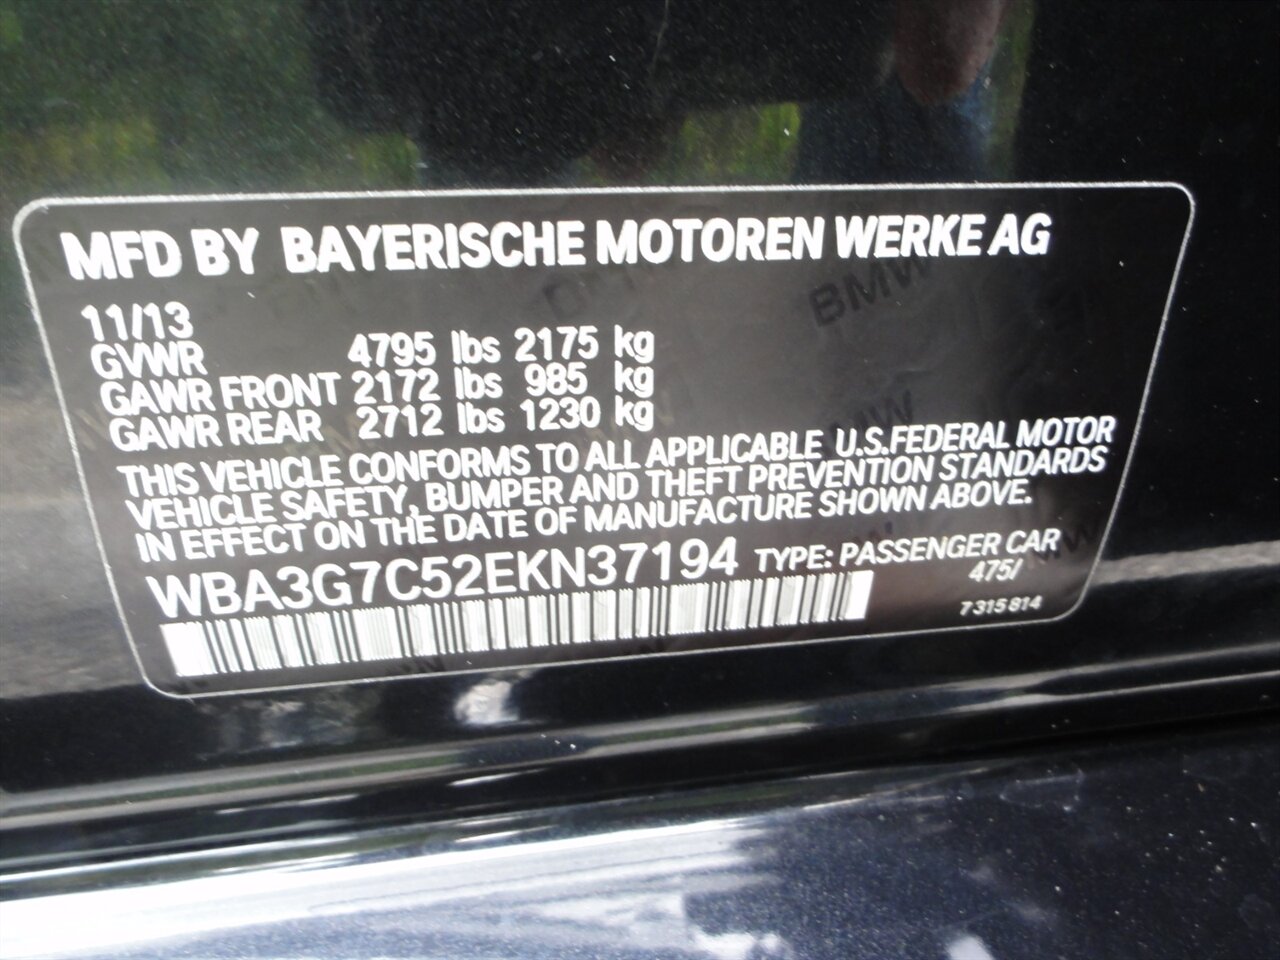 MFD BY BAYERISCHE MOTOREN WERKE AG
11/13
GVWR 4795 lbs 2175 kg
GAWR FRONT 2172 lbs 985 kg
GAWR REAR 2712 lbs 1230 kg
THIS VEHICLE CONFORMS TO ALL APPLICABLE U.S.FEDERAL MOTOR
VEHICLE SAFETY, BUMPER AND THEFT PREVENTION STANDARDS
IN EFFECT ON THE DATE OF MANUFACTURE SHOWN ABOVE.
WBA3G7C52EKN37194 TYPE: PASSENGER CAR
475/
7 315 814
BMW